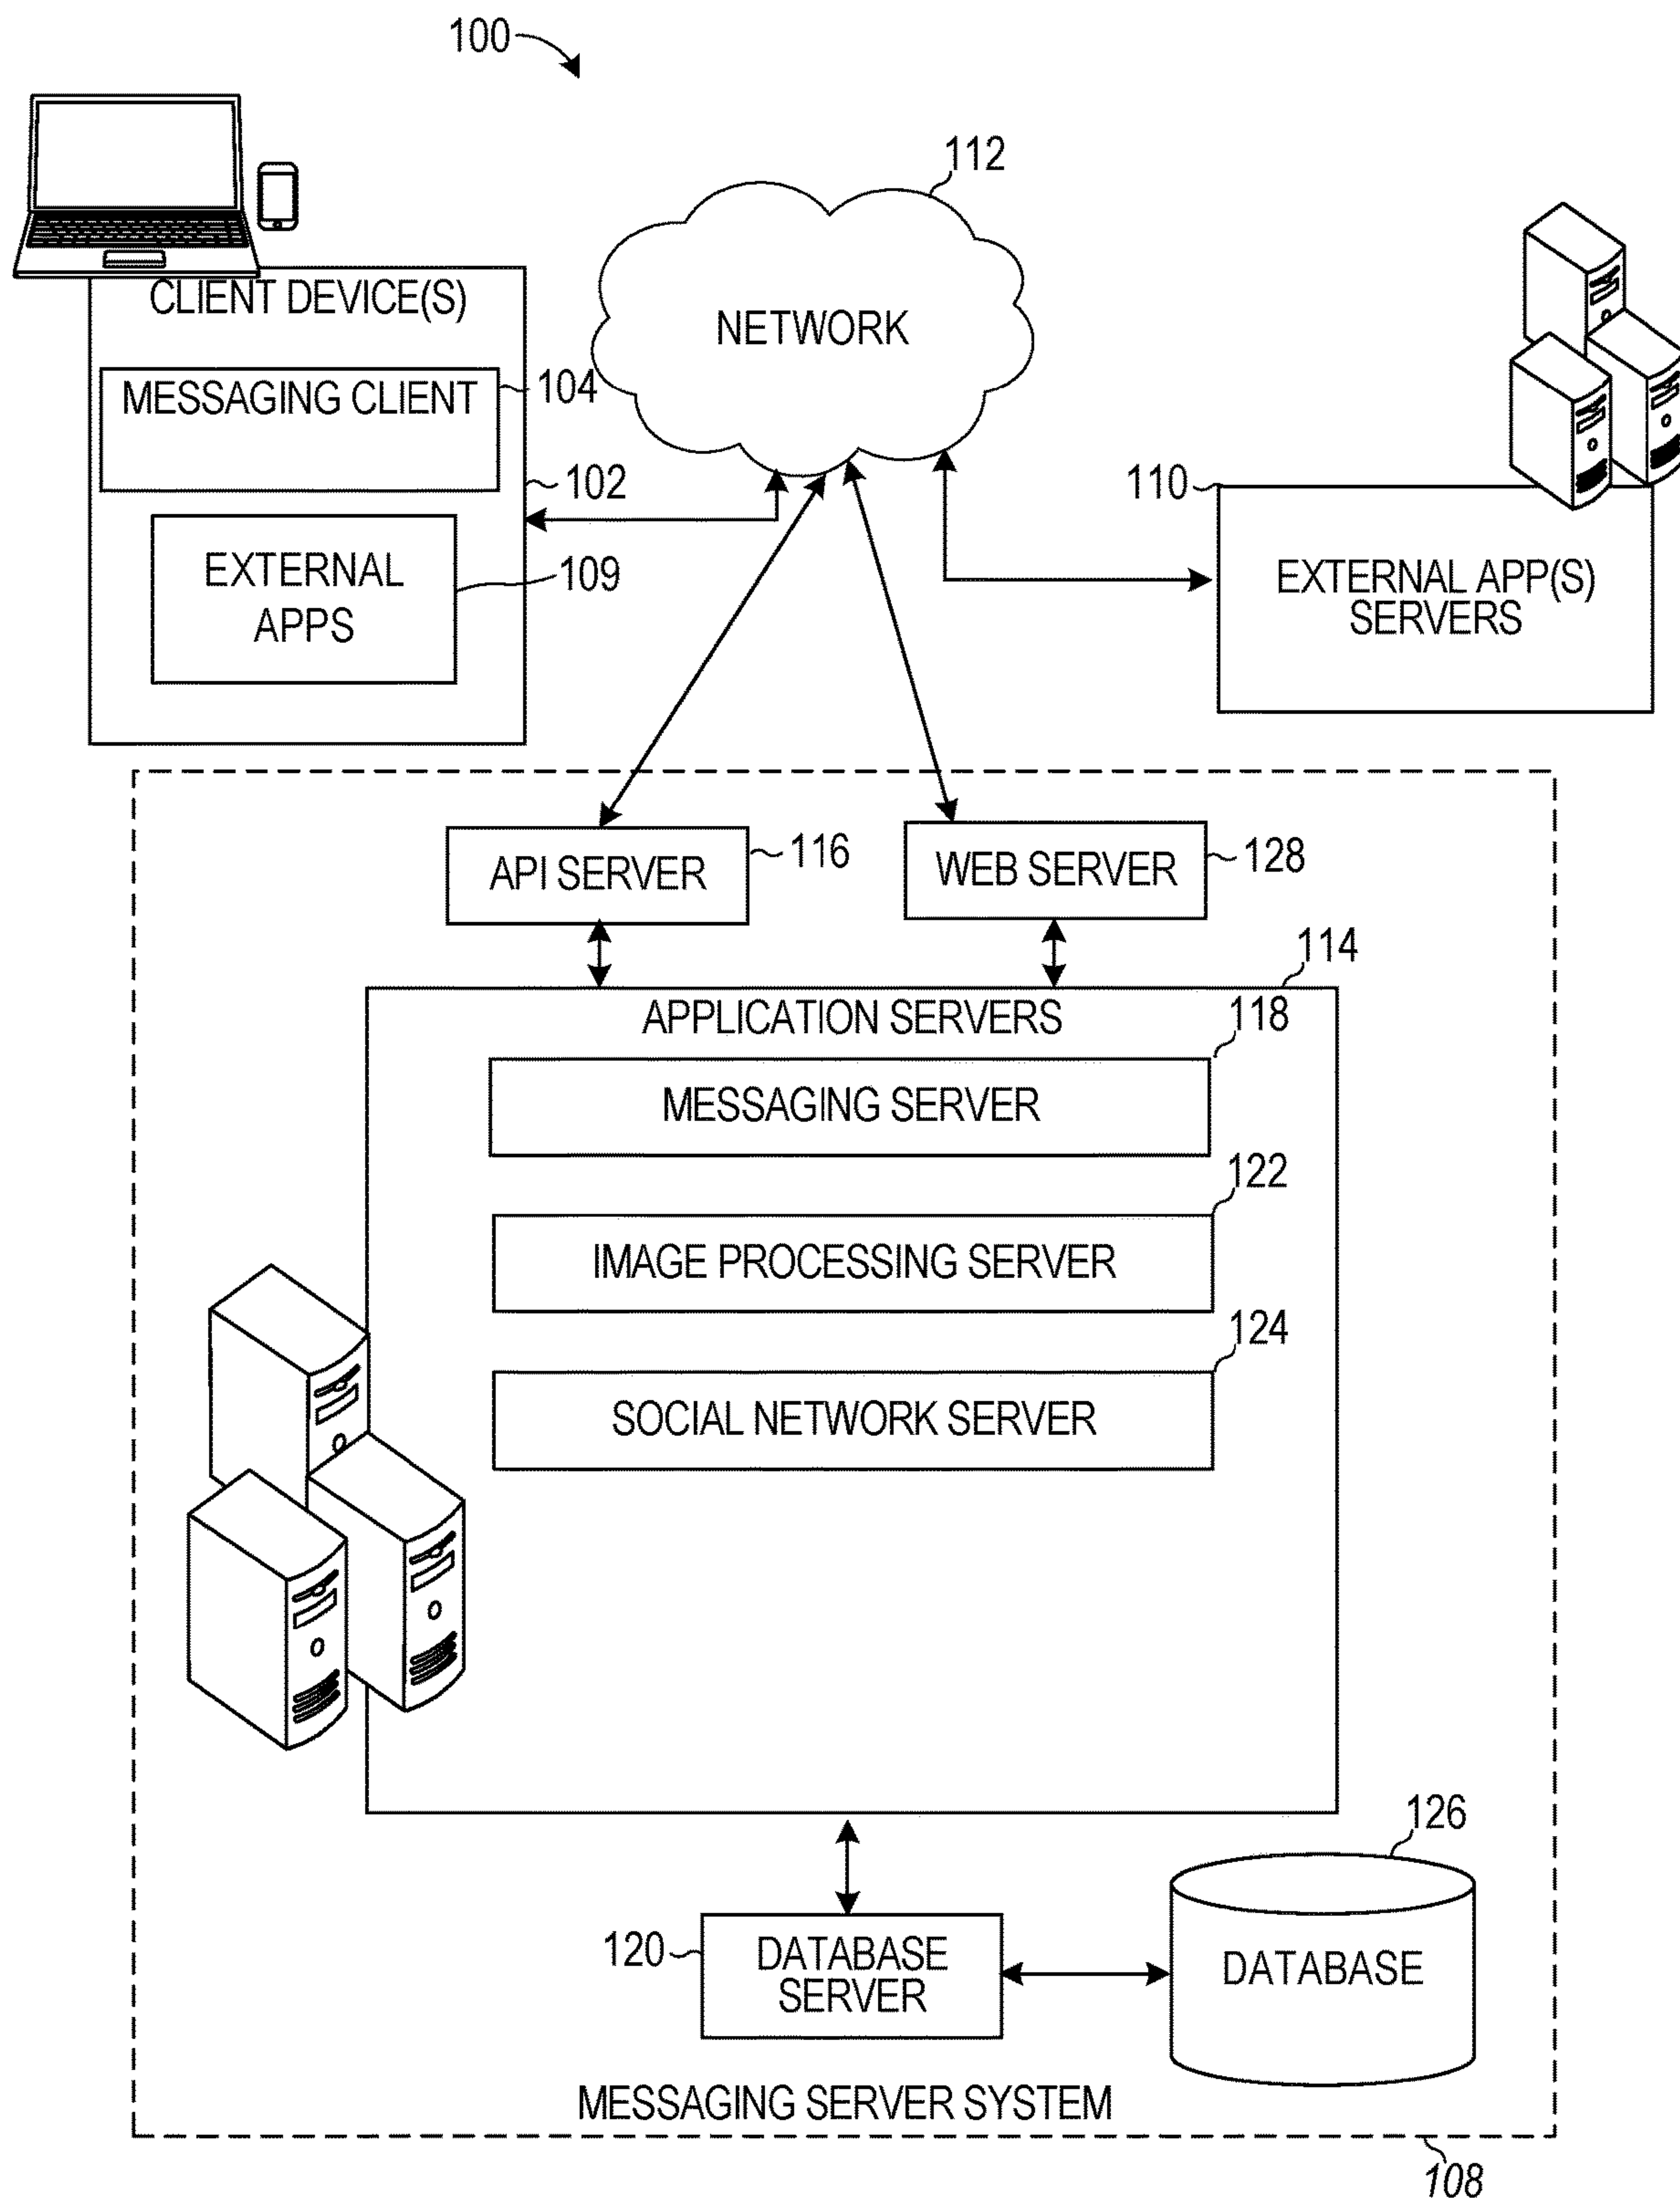 100
112
CLIENT DEVICE(S)
NETWORK
MESSAGING CLIENT
104
102
110
EXTERNAL
APPS
109
EXTERNAL APP(S)
SERVERS
API SERVER
116
WEB SERVER
128
114
APPLICATION SERVERS
118
MESSAGING SERVER
122
IMAGE PROCESSING SERVER
124
SOCIAL NETWORK SERVER
126
120
DATABASE
SERVER
DATABASE
MESSAGING SERVER SYSTEM
108